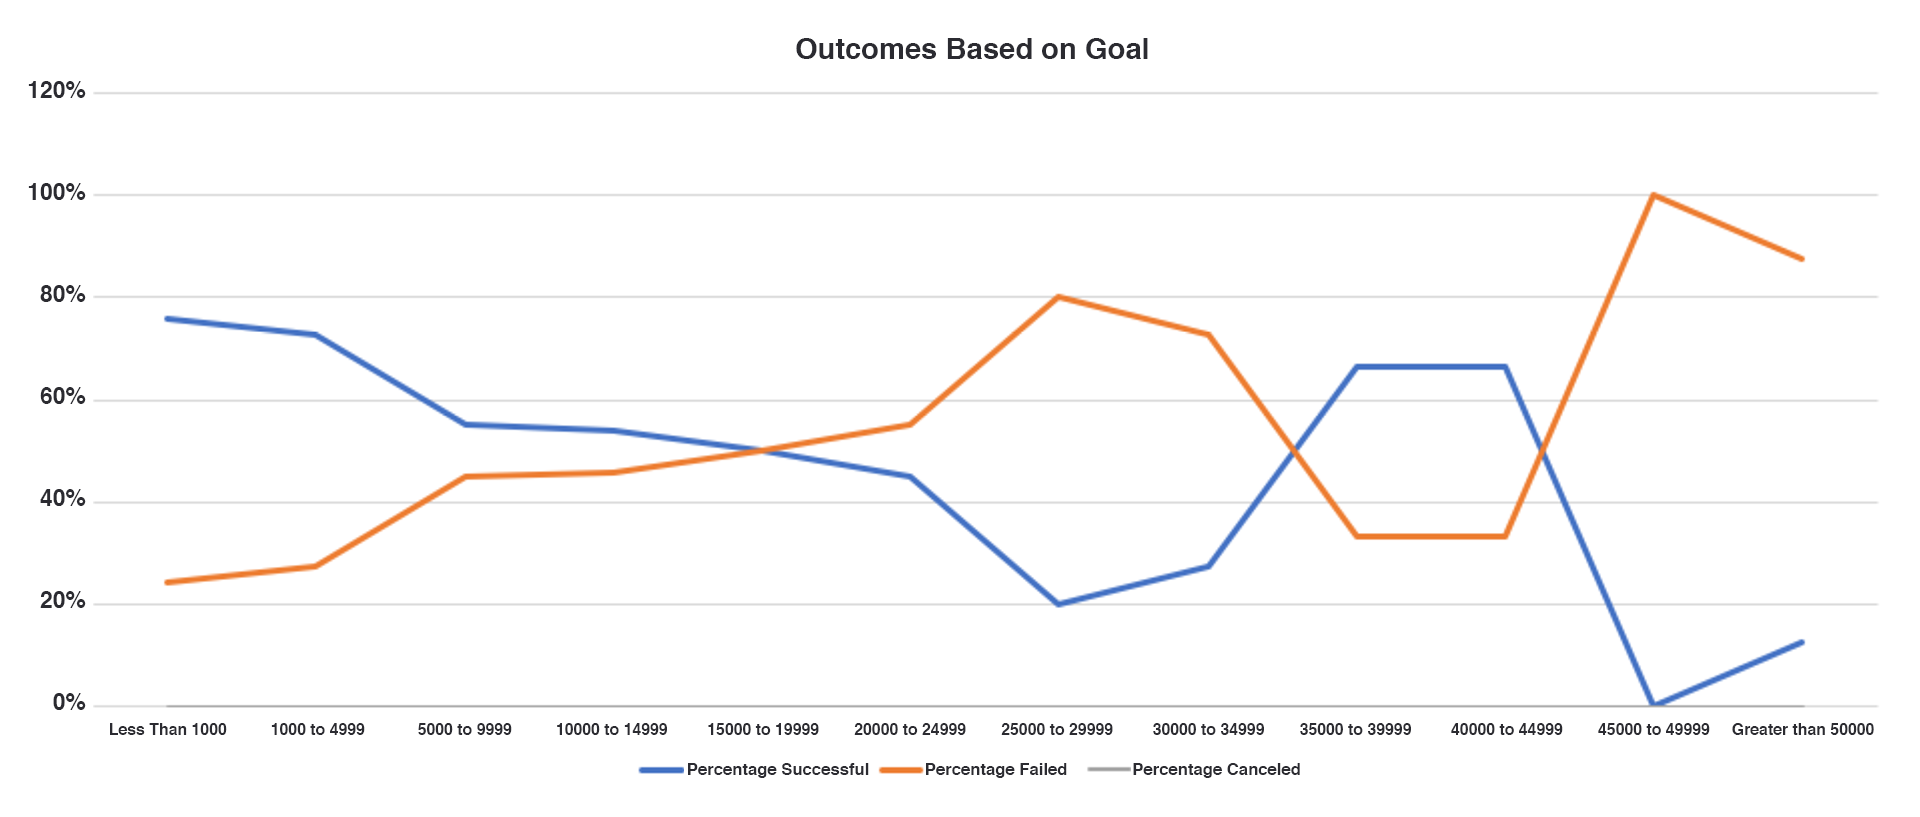 Outcomes Based on Goal
120%
100%
80%
60%
40%
20%
0%
Less Than 1000 1000 to 4999 5000 to 9999 10000 to 14999 15000 to 19999 20000 to 24999 25000 to 29999 30000 to 34999 35000 to 39999 40000 to 44999 45000 to 49999 Greater than 50000
Percentage Successful Percentage Failed Percentage Canceled